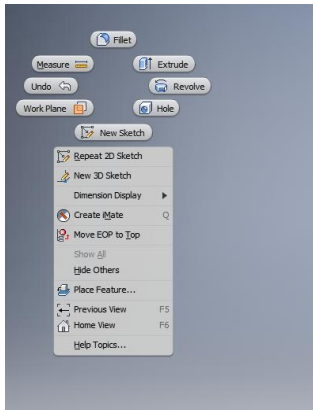 Fillet
Measure
Extrude
Undo
Revolve
Work Plane
Hole
New Sketch
Repeat 2D Sketch
New 3D Sketch
Dimension Display
Create iMate Q
Move EOP to Top
Show All
Hide Others
Place Feature...
Previous View F5
Home View F6
Help Topics...